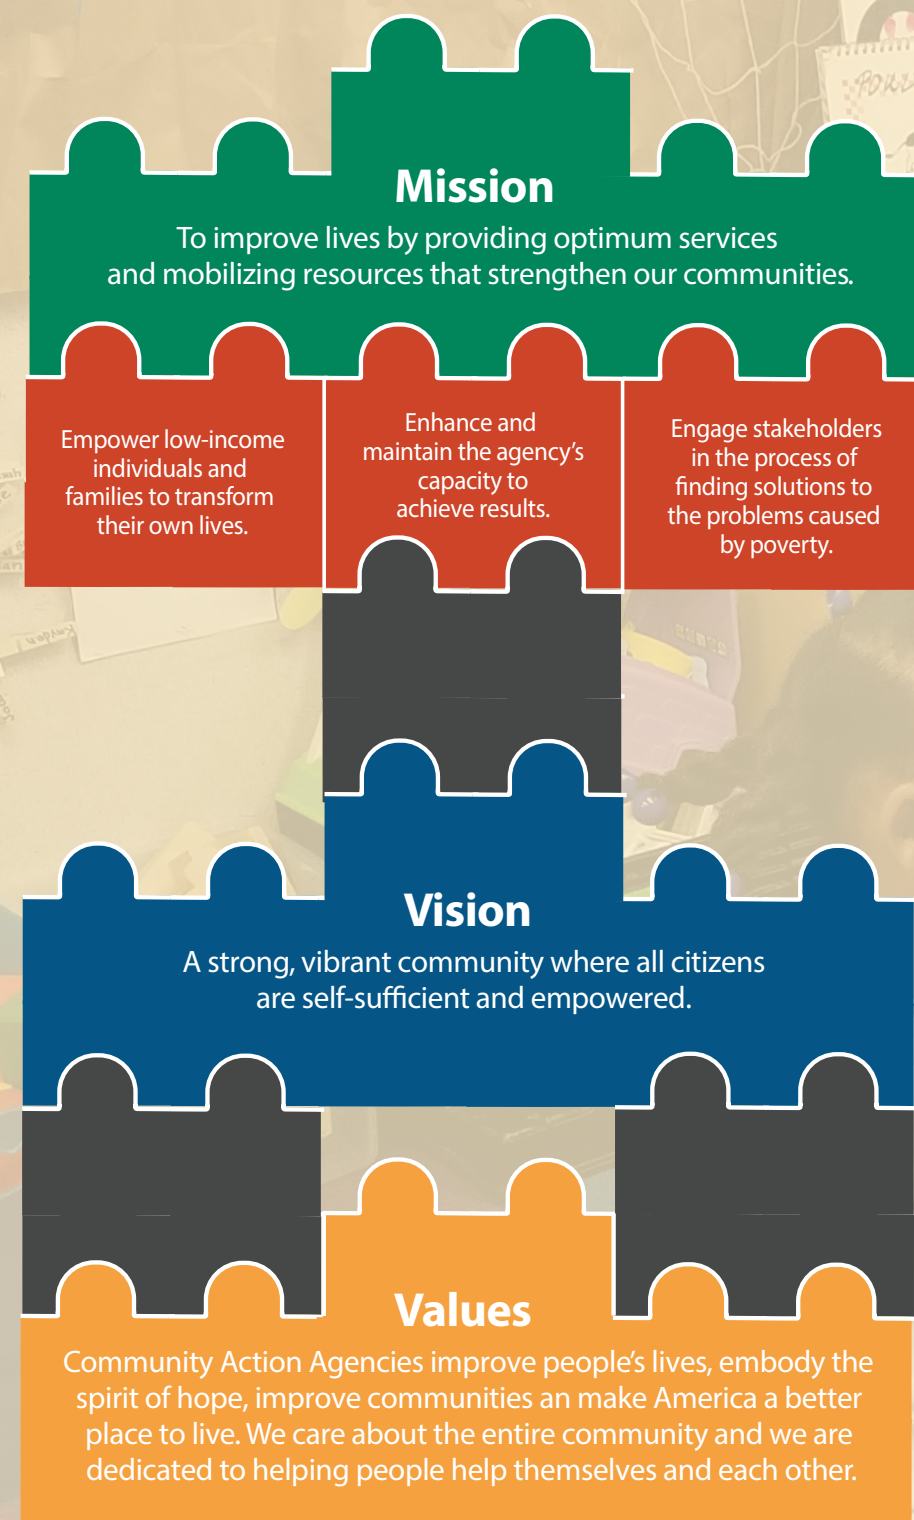 Mission
To improve lives by providing optimum services
and mobilizing resources that strengthen our communities.
Empower low-income
individuals and
families to transform
their own lives.
Enhance and
maintain the agency's
capacity to
achieve results.
Engage stakeholders
in the process of
finding solutions to
the problems caused
by poverty.
Vision
A strong, vibrant community where all citizens
are self-sufficient and empowered.
Values
Community Action Agencies improve people's lives, embody the
spirit of hope, improve communities an make America a better
place to live. We care about the entire community and we are
dedicated to helping people help themselves and each other.